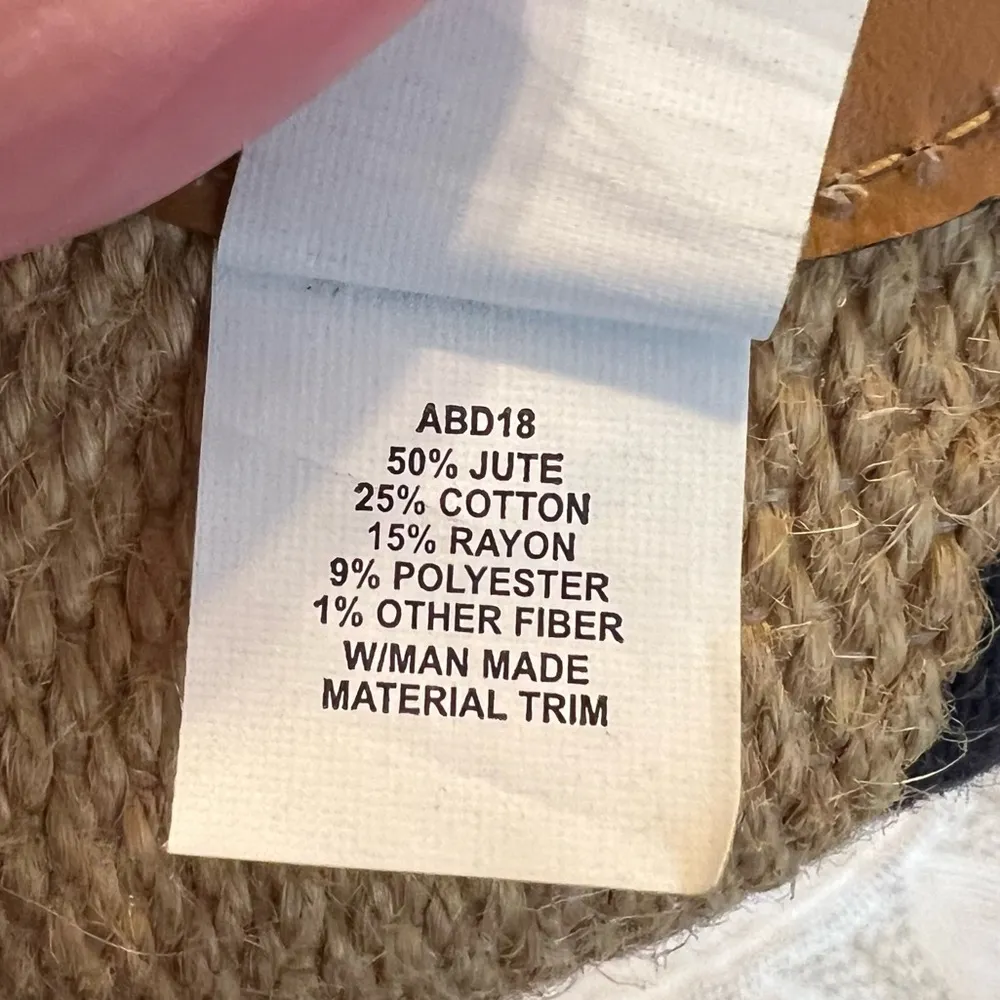 ABD18
50% JUTE
25% COTTON
15% RAYON
9% POLYESTER
1% OTHER FIBER
W/MAN MADE
MATERIAL TRIM